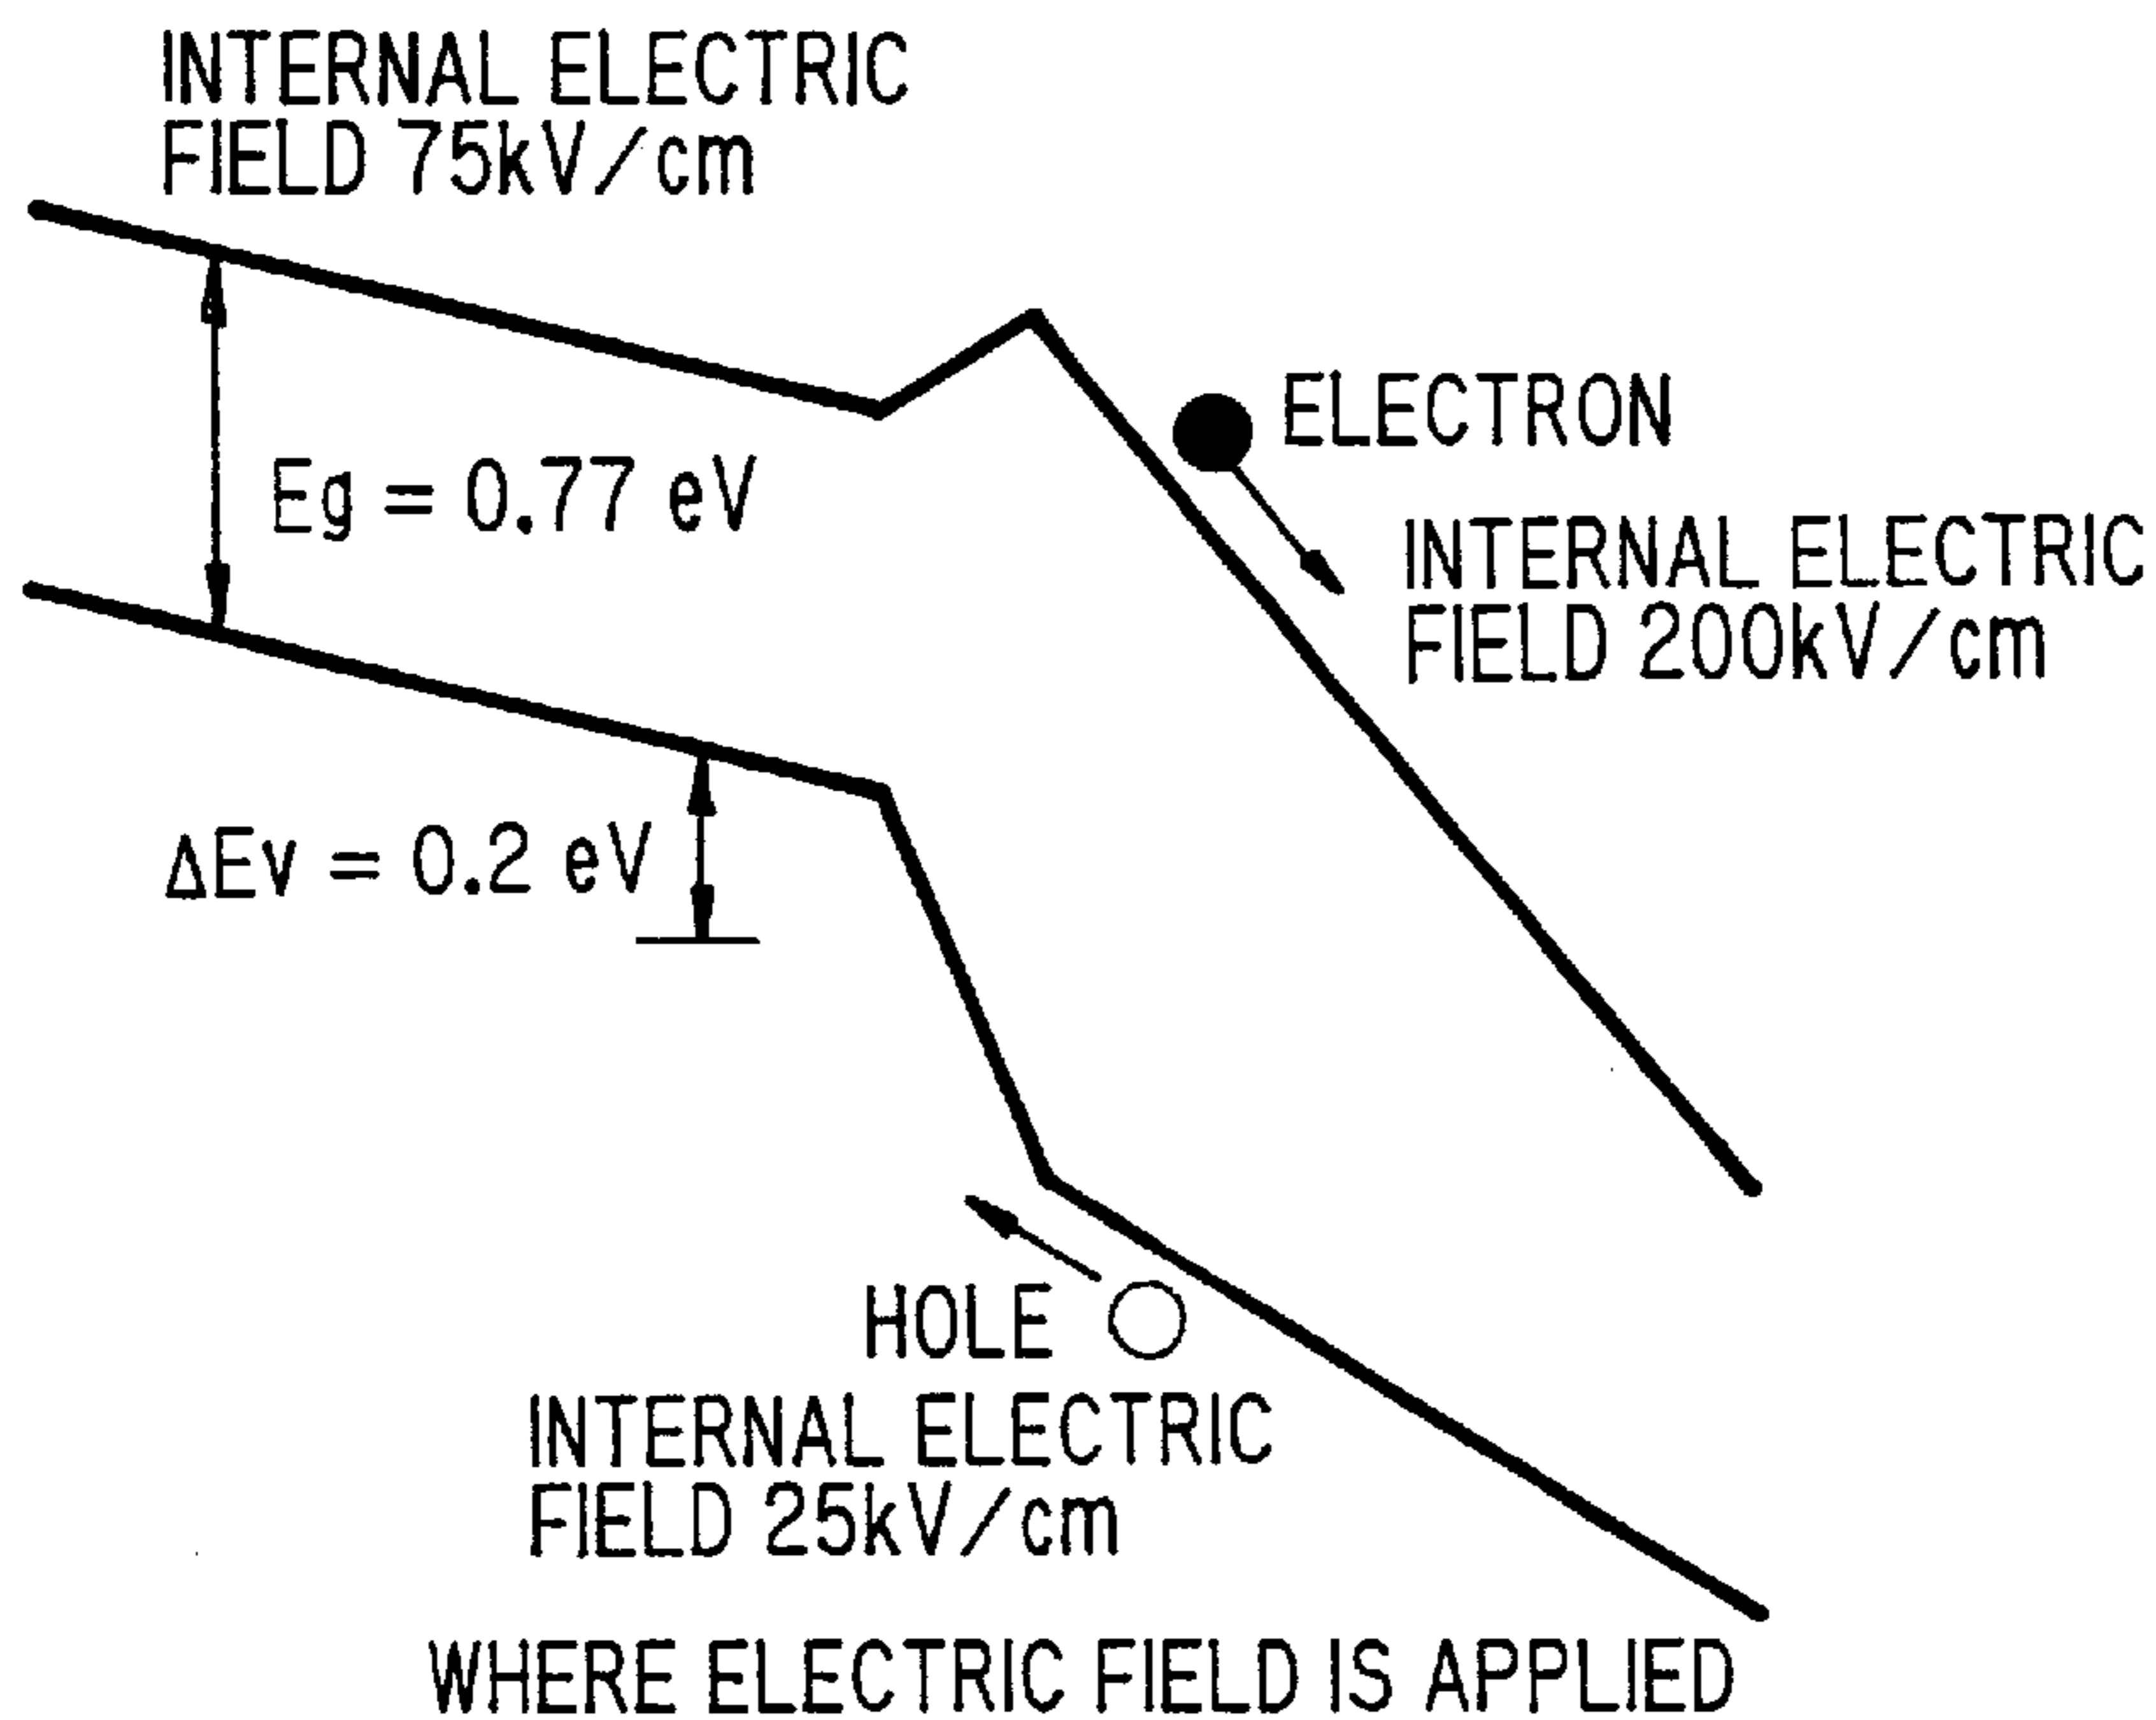 INTERNAL ELECTRIC
FIELD 75kV/cm
ELECTRON
Eg = 0.77 eV
INTERNAL ELECTRIC
FIELD 200kV/cm
ΔEv = 0.2 eV
HOLE
INTERNAL ELECTRIC
FIELD 25kV/cm
WHERE ELECTRIC FIELD IS APPLIED